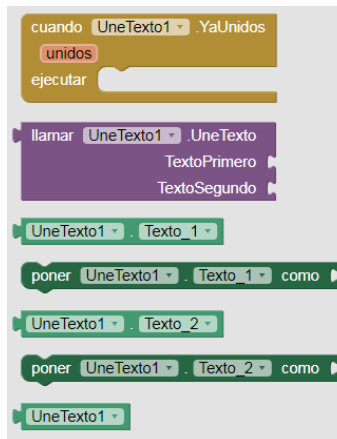 cuando UneTexto1 .YaUnidos
unidos
ejecutar
llamar UneTexto1 .UneTexto
TextoPrimero
TextoSegundo
UneTexto1 . Texto_1
poner UneTexto1 . Texto_1 como
UneTexto1 . Texto_2
poner UneTexto1 . Texto_2 como
UneTexto1